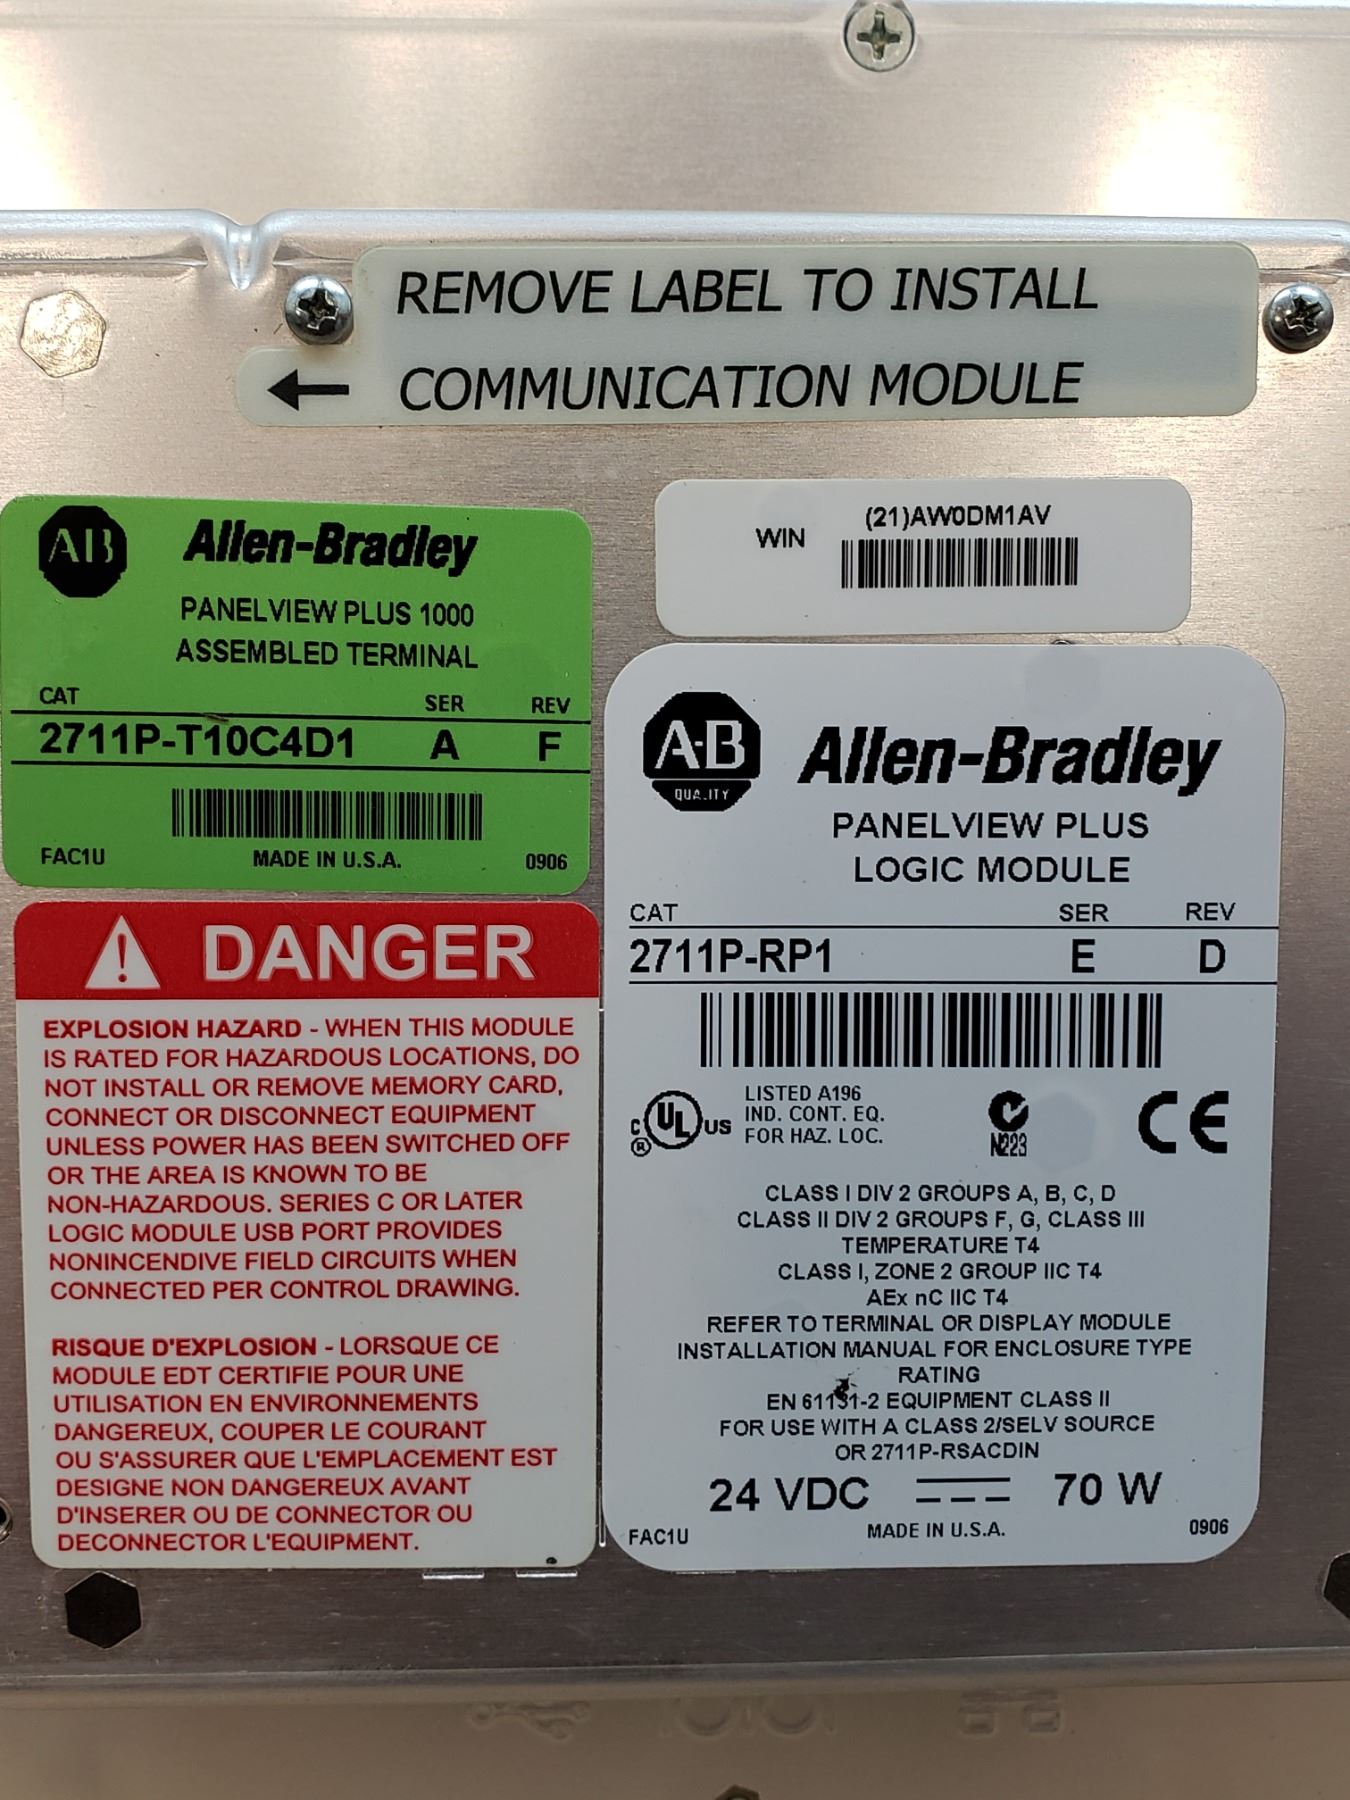 REMOVE LABEL TO INSTALL
COMMUNICATION MODULE
AB
Allen-Bradley
PANELVIEW PLUS 1000
ASSEMBLED TERMINAL
CAT SER REV
2711P-T10C4D1 A F
FAC1U MADE IN U.S.A. 0906
WIN (21)AW0DM1AV
DANGER
EXPLOSION HAZARD - WHEN THIS MODULE
IS RATED FOR HAZARDOUS LOCATIONS, DO
NOT INSTALL OR REMOVE MEMORY CARD,
CONNECT OR DISCONNECT EQUIPMENT
UNLESS POWER HAS BEEN SWITCHED OFF
OR THE AREA IS KNOWN TO BE
NON-HAZARDOUS. SERIES C OR LATER
LOGIC MODULE USB PORT PROVIDES
NONINCENDIVE FIELD CIRCUITS WHEN
CONNECTED PER CONTROL DRAWING.
RISQUE D'EXPLOSION - LORSQUE CE
MODULE EDT CERTIFIE POUR UNE
UTILISATION EN ENVIRONNEMENTS
DANGEREUX, COUPER LE COURANT
OU S'ASSURER QUE L'EMPLACEMENT EST
DESIGNE NON DANGEREUX AVANT
D'INSERER OU DE CONNECTOR OU
DECONNECTOR L'EQUIPMENT.
A-B
QUALITY
Allen-Bradley
PANELVIEW PLUS
LOGIC MODULE
CAT SER REV
2711P-RP1 E D
C UL US ®
LISTED A196
IND. CONT. EQ.
FOR HAZ. LOC.
N223
CE
CLASS I DIV 2 GROUPS A, B, C, D
CLASS II DIV 2 GROUPS F, G, CLASS III
TEMPERATURE T4
CLASS I, ZONE 2 GROUP IIC T4
AEx nC IIC T4
REFER TO TERMINAL OR DISPLAY MODULE
INSTALLATION MANUAL FOR ENCLOSURE TYPE
RATING
EN 61131-2 EQUIPMENT CLASS II
FOR USE WITH A CLASS 2/SELV SOURCE
OR 2711P-RSACDIN
24 VDC 70 W
FAC1U MADE IN U.S.A. 0906